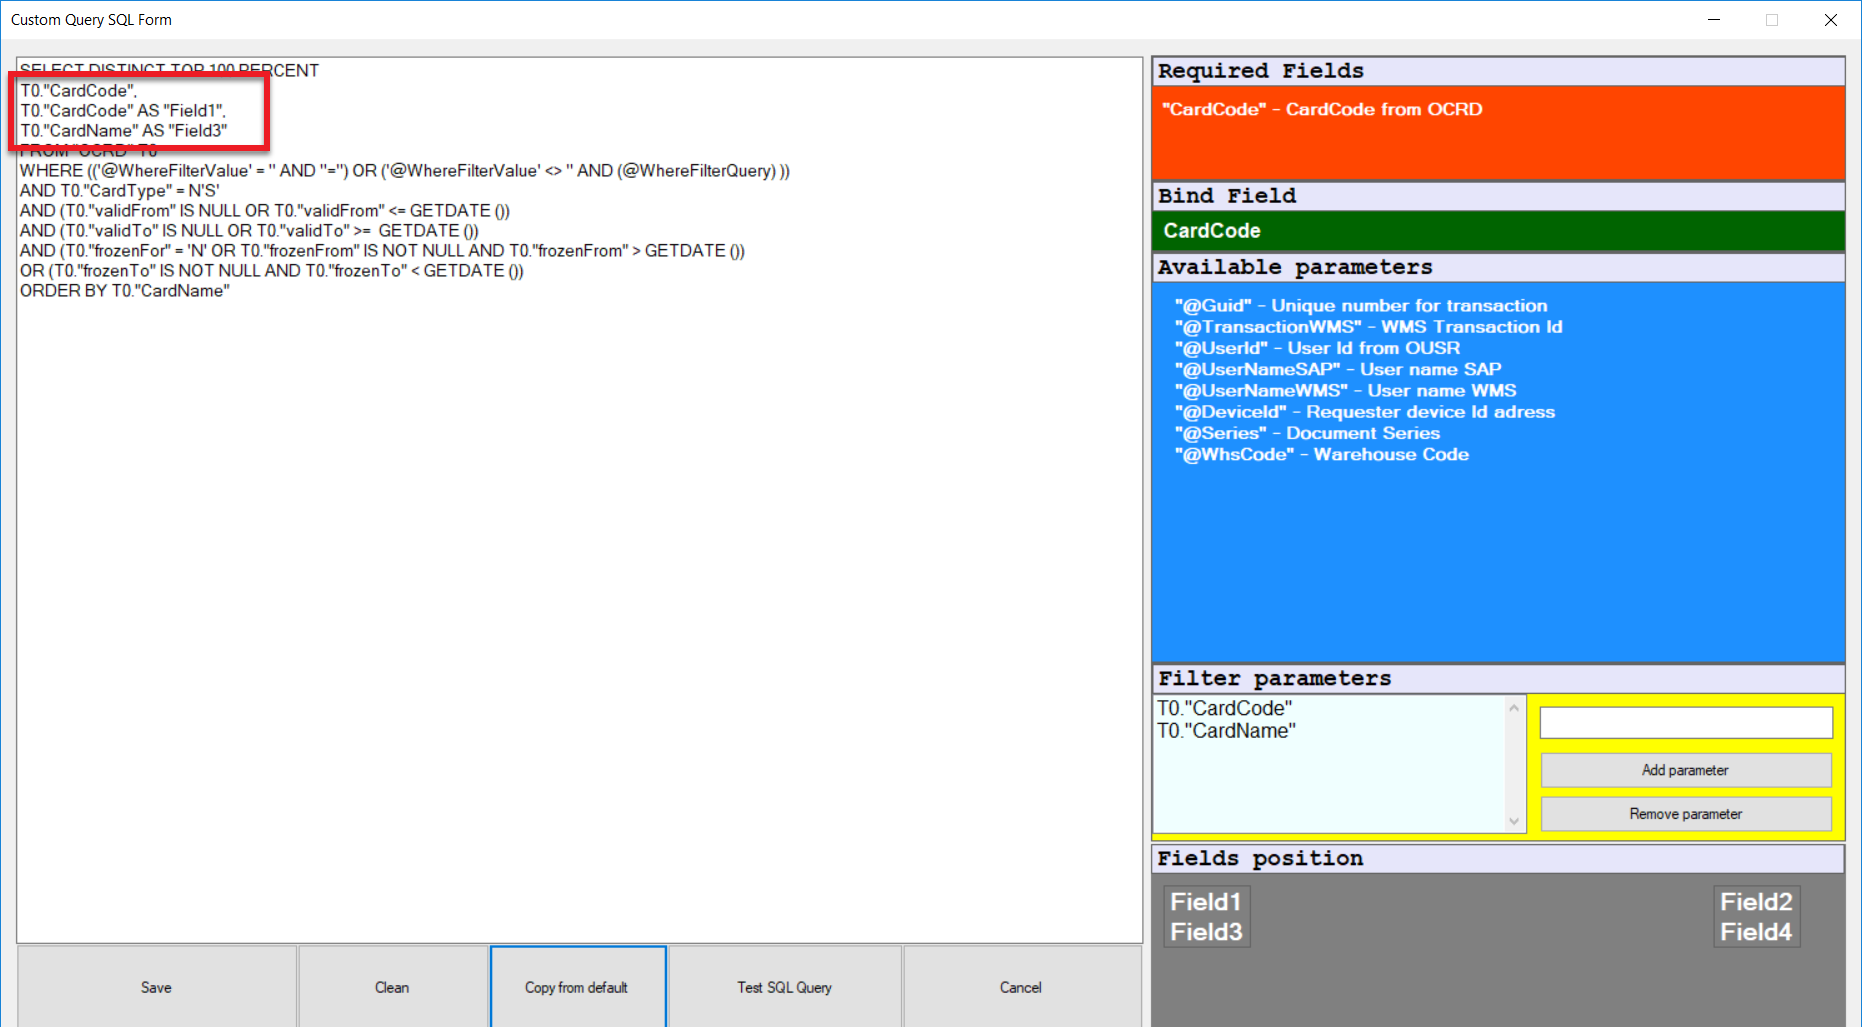 Custom Query SQL Form
SELECT DISTINCT TOP 100 PERCENT
T0."CardCode",
T0."CardCode" AS "Field1",
T0."CardName" AS "Field3"
FROM "OCRD" T0
WHERE (('@WhereFilterValue' = '' AND ''='') OR ('@WhereFilterValue' <> '' AND (@WhereFilterQuery) ))
AND T0."CardType" = N'S'
AND (T0."validFrom" IS NULL OR T0."validFrom" <= GETDATE ())
AND (T0."validTo" IS NULL OR T0."validTo" >=  GETDATE ())
AND (T0."frozenFor" = 'N' OR T0."frozenFrom" IS NOT NULL AND T0."frozenFrom" > GETDATE ())
OR (T0."frozenTo" IS NOT NULL AND T0."frozenTo" < GETDATE ())
ORDER BY T0."CardName"
Save
Clean
Copy from default
Test SQL Query
Cancel
Required Fields
"CardCode" - CardCode from OCRD
Bind Field
CardCode
Available parameters
"@Guid" - Unique number for transaction
"@TransactionWMS" - WMS Transaction Id
"@UserId" - User Id from OUSR
"@UserNameSAP" - User name SAP
"@UserNameWMS" - User name WMS
"@DeviceId" - Requester device Id adress
"@Series" - Document Series
"@WhsCode" - Warehouse Code
Filter parameters
T0."CardCode"
T0."CardName"
Add parameter
Remove parameter
Fields position
Field1 Field2
Field3 Field4